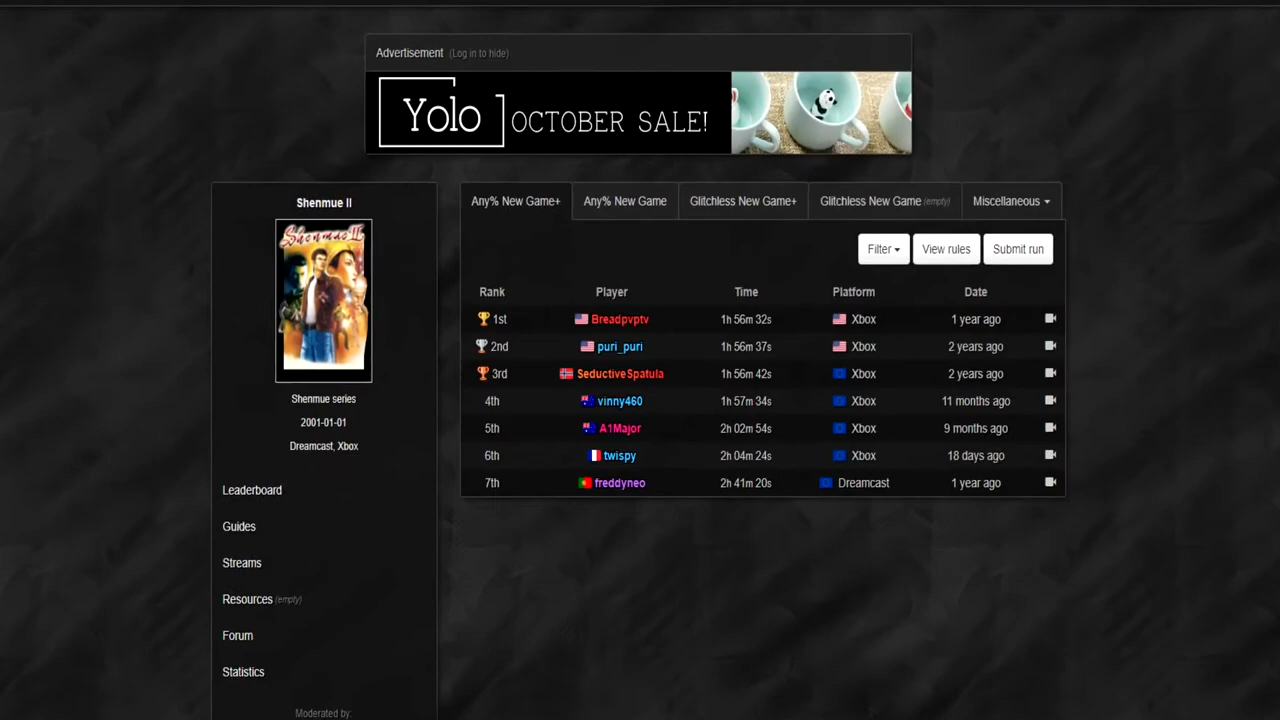 Advertisement (Log in to hide)
Yolo OCTOBER SALE!
Shenmue II
Shenmue II
Shenmue series
2001-01-01
Dreamcast, Xbox
Leaderboard
Guides
Streams
Resources (empty)
Forum
Statistics
Moderated by:
Any% New Game+ Any% New Game Glitchless New Game+ Glitchless New Game (empty) Miscellaneous
Filter View rules Submit run
Rank Player Time Platform Date
1st Breadpvptv 1h 56m 32s Xbox 1 year ago
2nd puri_puri 1h 56m 37s Xbox 2 years ago
3rd SeductiveSpatula 1h 56m 42s Xbox 2 years ago
4th vinny460 1h 57m 34s Xbox 11 months ago
5th A1Major 2h 02m 54s Xbox 9 months ago
6th twispy 2h 04m 24s Xbox 18 days ago
7th freddyneo 2h 41m 20s Dreamcast 1 year ago